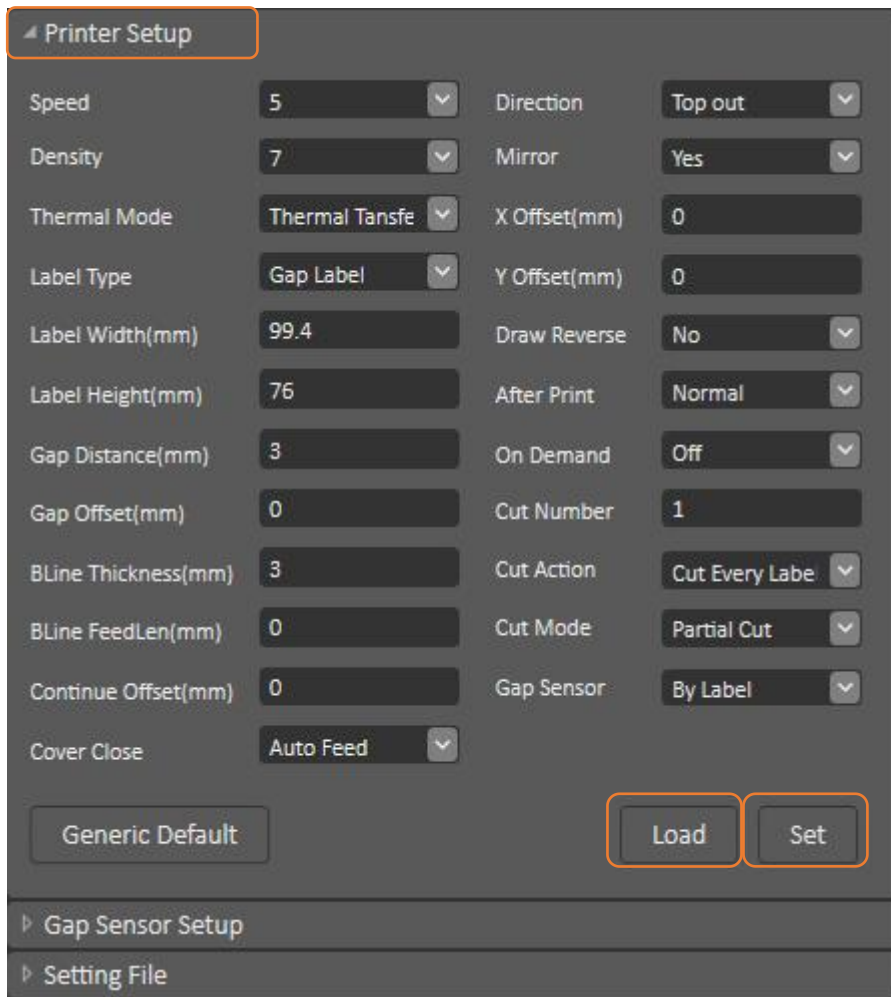 Printer Setup
Speed 5 Direction Top out
Density 7 Mirror Yes
Thermal Mode Thermal Tansfe X Offset(mm) 0
Label Type Gap Label Y Offset(mm) 0
Label Width(mm) 99.4 Draw Reverse No
Label Height(mm) 76 After Print Normal
Gap Distance(mm) 3 On Demand Off
Gap Offset(mm) 0 Cut Number 1
BLine Thickness(mm) 3 Cut Action Cut Every Labe
BLine FeedLen(mm) 0 Cut Mode Partial Cut
Continue Offset(mm) 0 Gap Sensor By Label
Cover Close Auto Feed
Generic Default Load Set
Gap Sensor Setup
Setting File